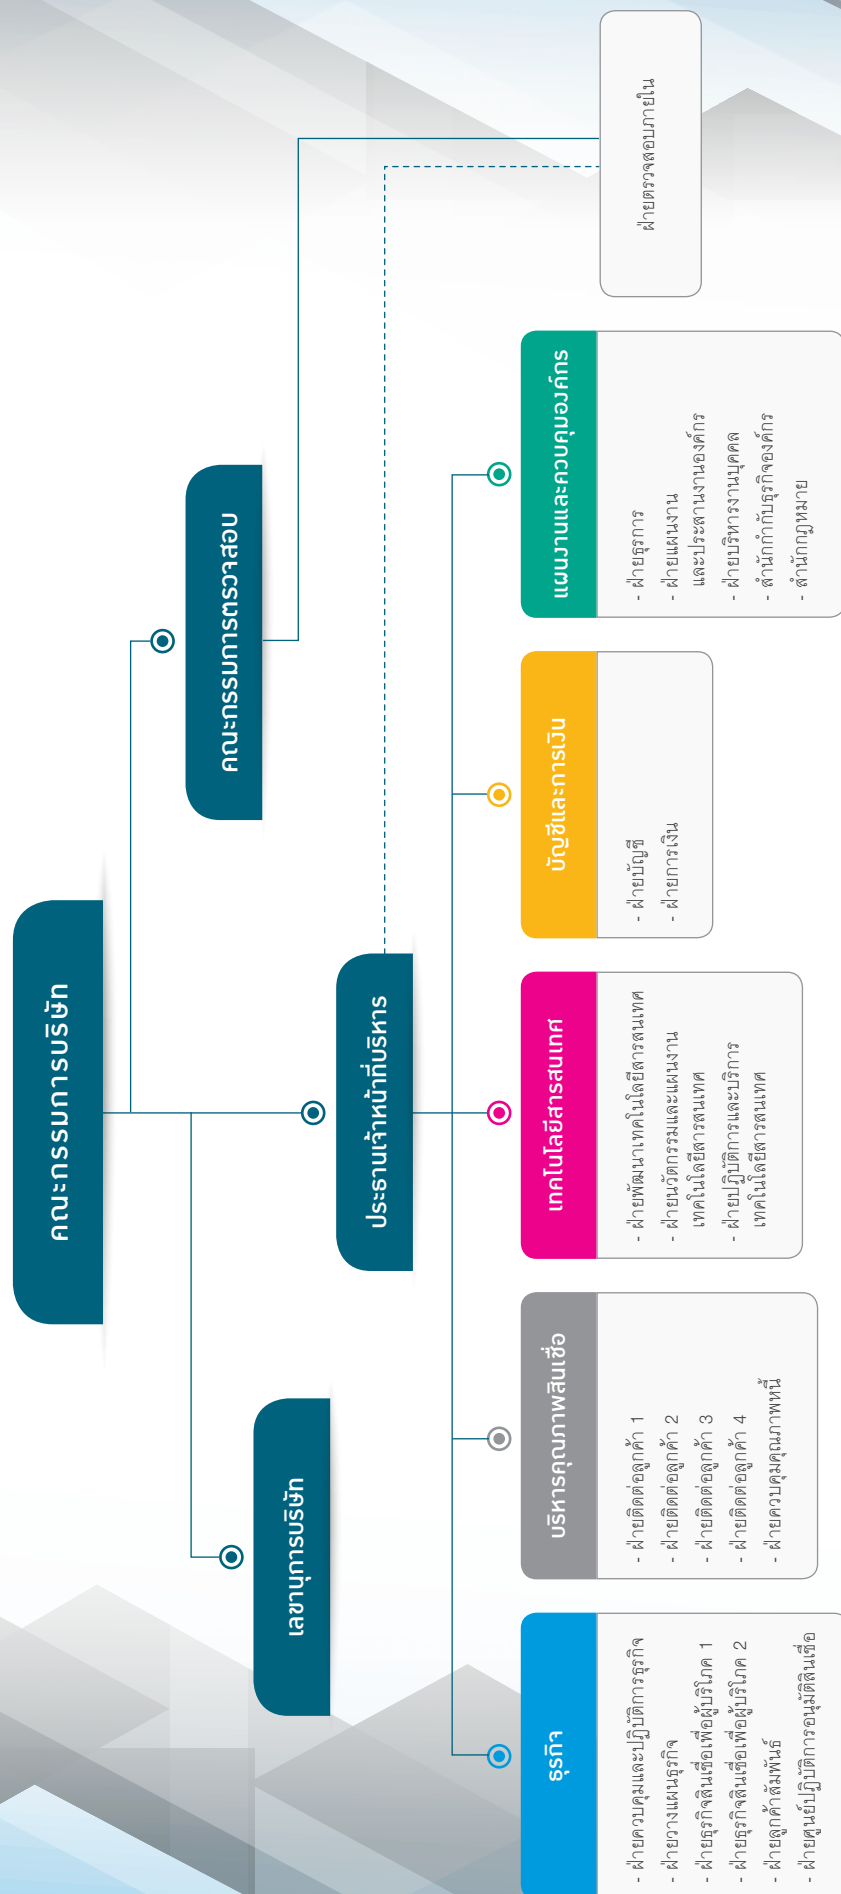 คณะกรรมการบริษัท
คณะกรรมการตรวจสอบ
เลขานุการบริษัท
ประธานเจ้าหน้าที่บริหาร
ธุรกิจ
- ฝ่ายควบคุมและปฏิบัติการธุรกิจ
- ฝ่ายวางแผนธุรกิจ
- ฝ่ายธุรกิจสินเชื่อเพื่อผู้บริโภค 1
- ฝ่ายธุรกิจสินเชื่อเพื่อผู้บริโภค 2
- ฝ่ายลูกค้าสัมพันธ์
- ฝ่ายศูนย์ปฏิบัติการอนุมัติสินเชื่อ
บริหารคุณภาพสินเชื่อ
- ฝ่ายติดต่อลูกค้า 1
- ฝ่ายติดต่อลูกค้า 2
- ฝ่ายติดต่อลูกค้า 3
- ฝ่ายติดต่อลูกค้า 4
- ฝ่ายควบคุมคุณภาพหนี้
เทคโนโลยีสารสนเทศ
- ฝ่ายพัฒนาเทคโนโลยีสารสนเทศ
- ฝ่ายนวัตกรรมและแผนงาน
เทคโนโลยีสารสนเทศ
- ฝ่ายปฏิบัติการและบริการ
เทคโนโลยีสารสนเทศ
บัญชีและการเงิน
- ฝ่ายบัญชี
- ฝ่ายการเงิน
แผนงานและควบคุมองค์กร
- ฝ่ายธุรการ
- ฝ่ายแผนงาน
และประสานงานองค์กร
- ฝ่ายบริหารงานบุคคล
- สำนักกำกับธุรกิจองค์กร
- สำนักกฎหมาย
ฝ่ายตรวจสอบภายใน